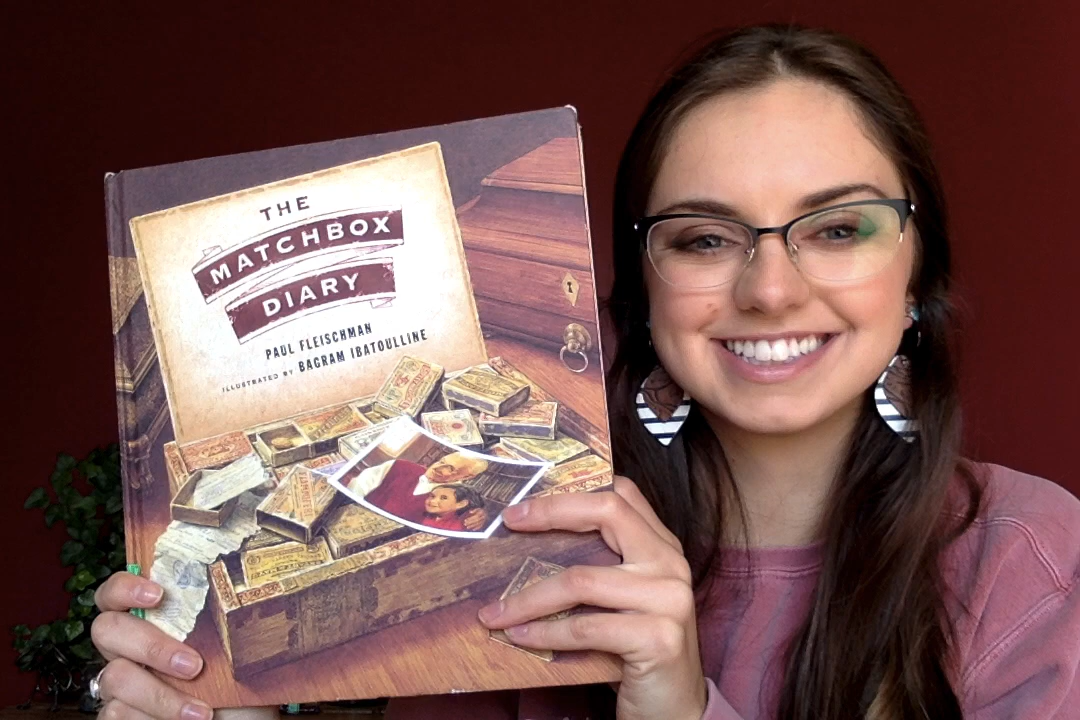 THE
MATCHBOX
DIARY
PAUL FLEISCHMAN
ILLUSTRATED BY BAGRAM IBATOULLINE